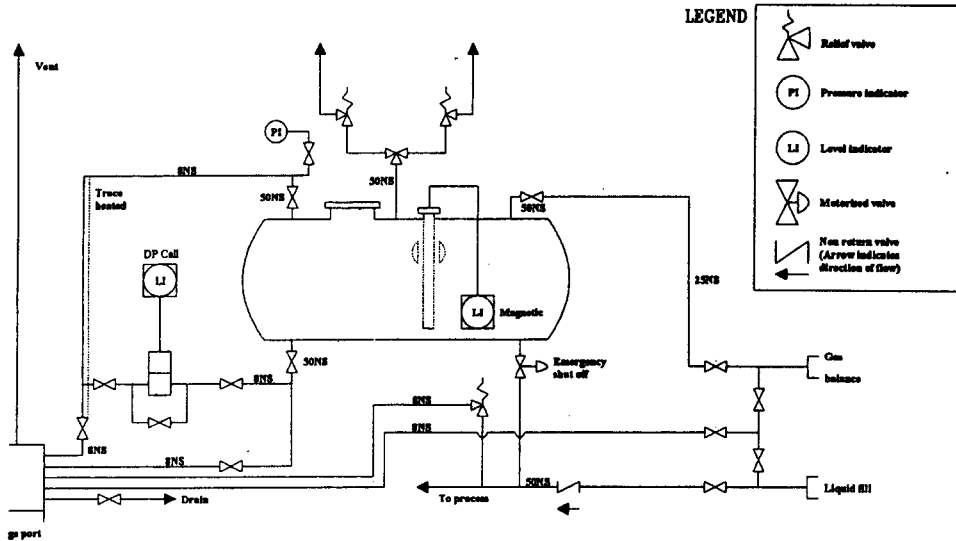 LEGEND
Relief valve
PI
Pressure indicator
LI
Level indicator
Motorised valve
Non return valve
(Arrow indicates
direction of flow)
Vent
PI
8NS
Trace
heated
50NS
50NS
50NS
DP Cell
LI
LI
Magnetic
25NS
50NS
Emergency
shut off
Gas
balance
8NS
8NS
8NS
8NS
8NS
Drain
To process
50NS
Liquid fill
ge port